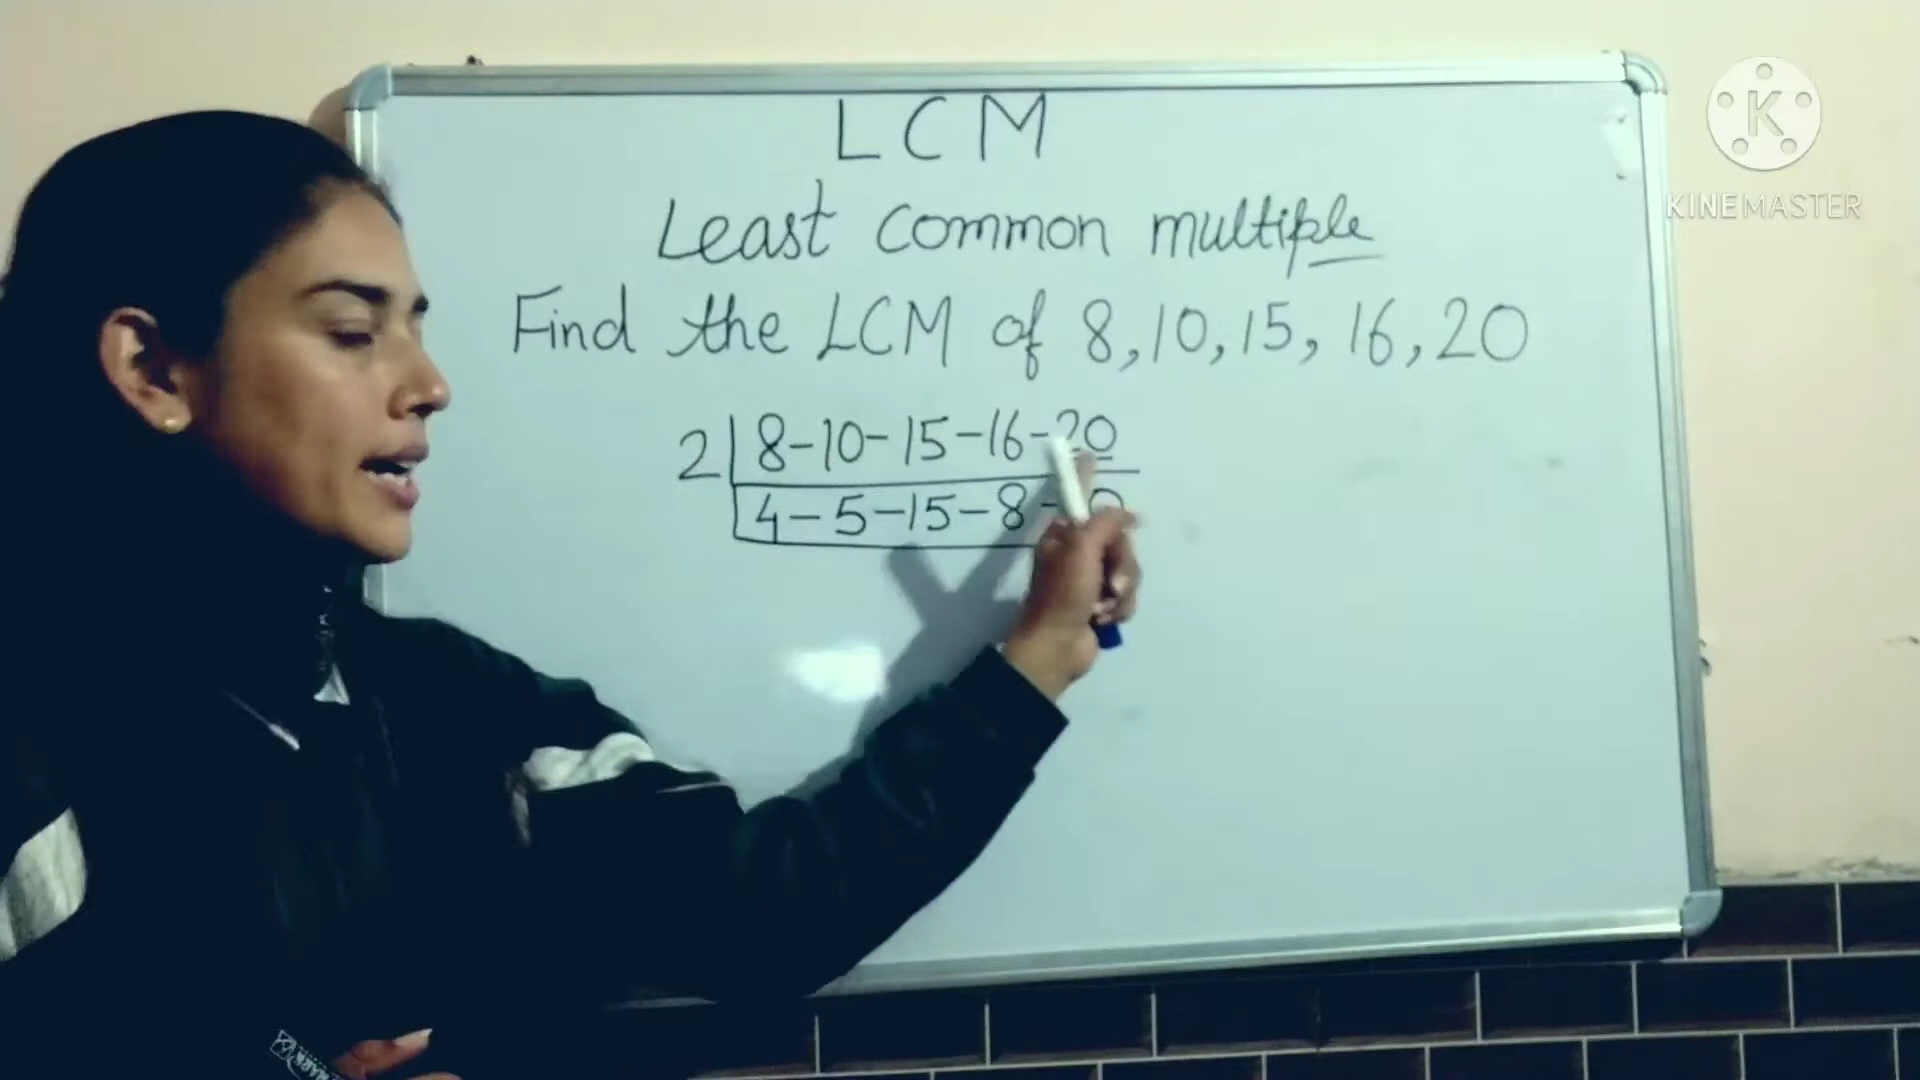 LCM
Least common multiple
Find the LCM of 8, 10, 15, 16, 20
2 | 8-10-15-16-20
4-5-15-8-
K
KINEMASTER